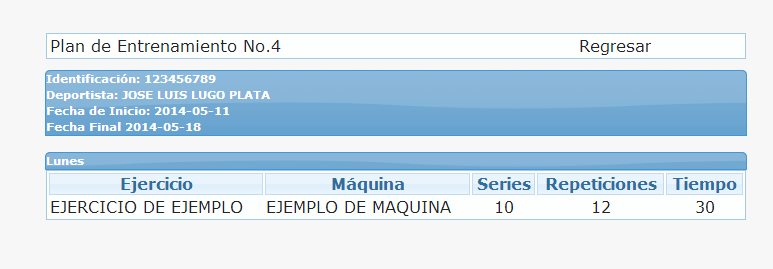 Plan de Entrenamiento No.4 Regresar
Identificación: 123456789
Deportista: JOSE LUIS LUGO PLATA
Fecha de Inicio: 2014-05-11
Fecha Final 2014-05-18
Lunes
Ejercicio Máquina Series Repeticiones Tiempo
EJERCICIO DE EJEMPLO EJEMPLO DE MAQUINA 10 12 30